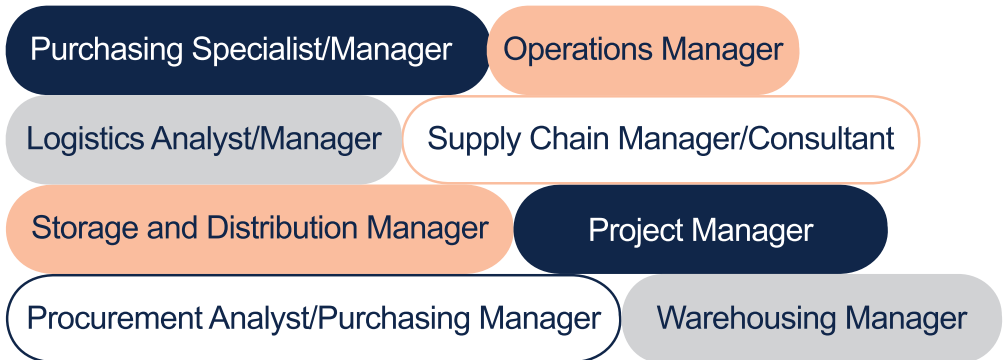 Purchasing Specialist/Manager
Operations Manager
Logistics Analyst/Manager
Supply Chain Manager/Consultant
Storage and Distribution Manager
Project Manager
Procurement Analyst/Purchasing Manager
Warehousing Manager